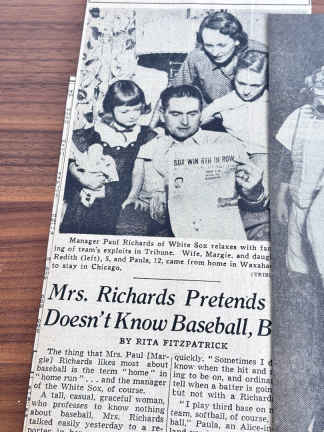 SOX WIN 6TH IN ROW
Manager Paul Richards of White Sox relaxes with fam
ing of team's exploits in Tribune. Wife, Margie, and daug
Redith (left), 5, and Paula, 12, came from home in Waxahac
to stay in Chicago.
Mrs. Richards Pretends
Doesn't Know Baseball, B
BY RITA FITZPATRICK
The thing that Mrs. Paul [Mar-
gie] Richards likes most about
baseball is the term "home" in
"home run" . . . and the manager
of the White Sox, of course.
A tall, casual, graceful woman,
who professes to know nothing
about baseball, Mrs. Richards
talked easily yesterday to a re-
quickly. "Sometimes I
know when the hit and
ing to be on, and
tell when a batter is goin
but not with a Richard
"I play third base on
team, softball, of course,
ball," Paula, an Alice-in